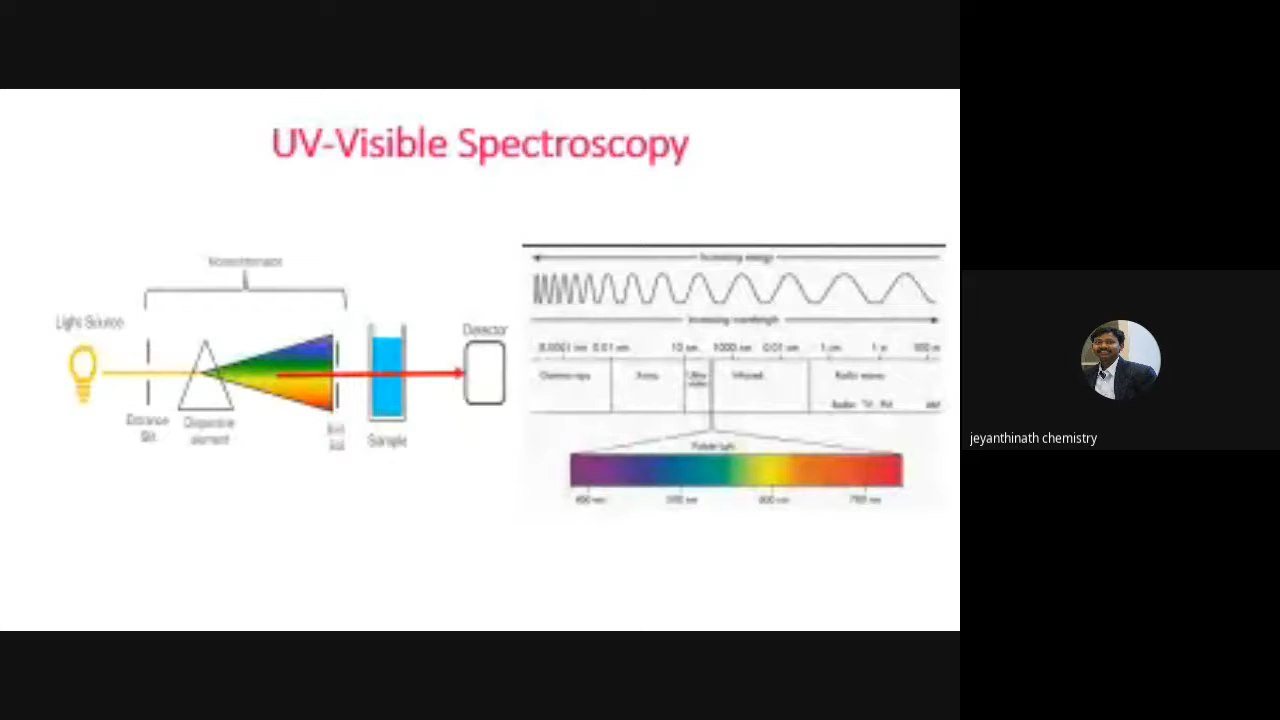 UV-Visible Spectroscopy
Monochromator
Light Source
Entrance
Slit
Dispersive
element
Exit
Slit
Sample
Detector
Increasing energy
Increasing wavelength
0.0001 nm 0.01 nm 10 nm 1000 nm 0.01 cm 1 cm 1 m 100 m
Gamma rays X-rays Ultra- violet Infrared Radio waves
Radar TV FM AM
Visible Light
400 nm 500 nm 600 nm 700 nm
jeyanthinath chemistry